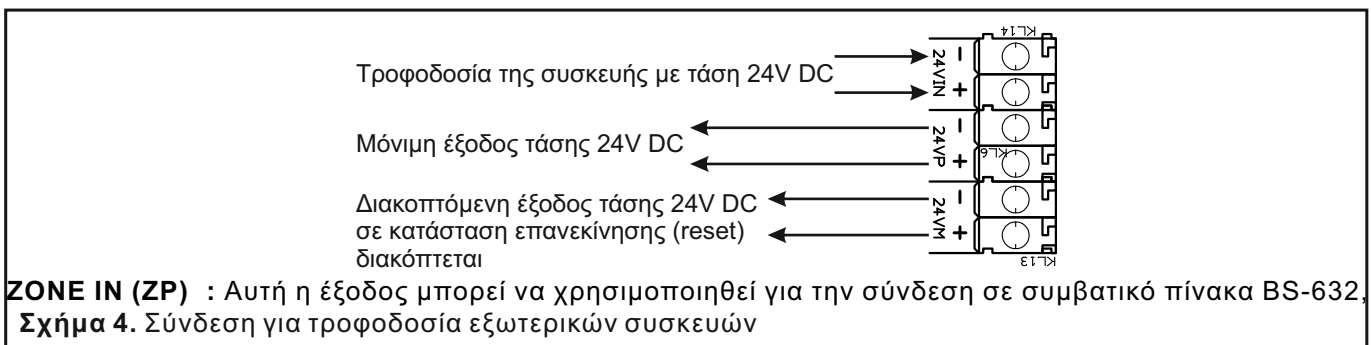 KL14
Τροφοδοσία της συσκευής με τάση 24V DC
24VIN
- +
Μόνιμη έξοδος τάσης 24V DC
24VP
- +
KL6
Διακοπτόμενη έξοδος τάσης 24V DC
σε κατάσταση επανεκίνησης (reset)
διακόπτεται
24VM
- +
KL13
ZONE IN (ZP) : Αυτή η έξοδος μπορεί να χρησιμοποιηθεί για την σύνδεση σε συμβατικό πίνακα BS-632,
Σχήμα 4. Σύνδεση για τροφοδοσία εξωτερικών συσκευών